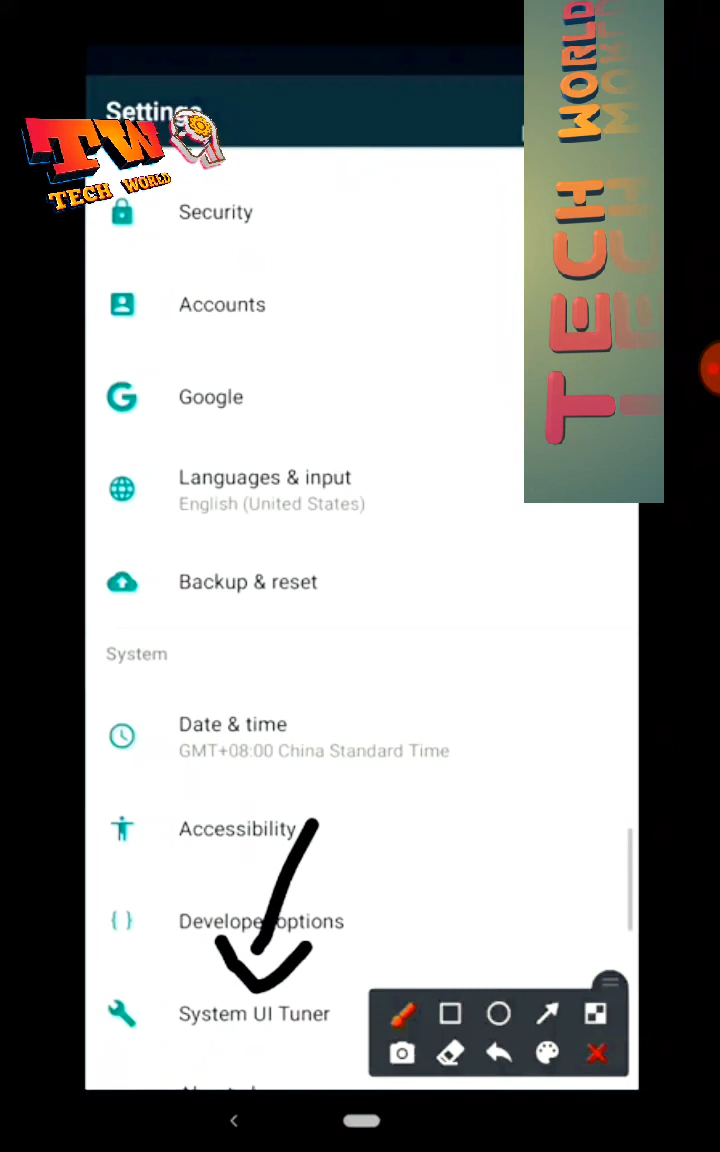 Settings
TW
TECH WORLD
TECH WORLD
Security
Accounts
Google
Languages & input
English (United States)
Backup & reset
System
Date & time
GMT+08:00 China Standard Time
Accessibility
Developer options
System UI Tuner